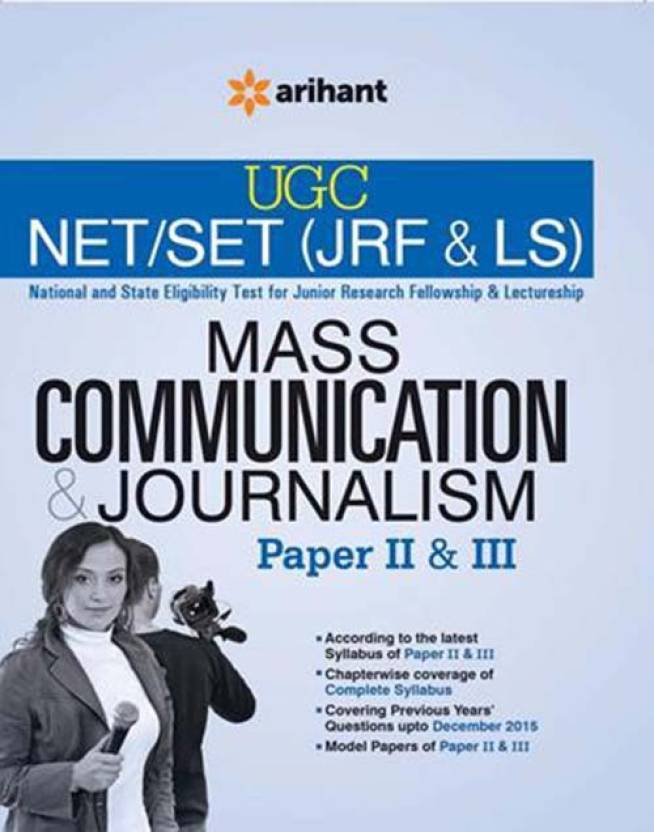 arihant
UGC
NET/SET (JRF & LS)
National and State Eligibility Test for Junior Research Fellowship & Lectureship
MASS
COMMUNICATION
& JOURNALISM
Paper II & III
▪ According to the latest
Syllabus of Paper II & III
▪ Chapterwise coverage of
Complete Syllabus
▪ Covering Previous Years'
Questions upto December 2015
▪ Model Papers of Paper II & III